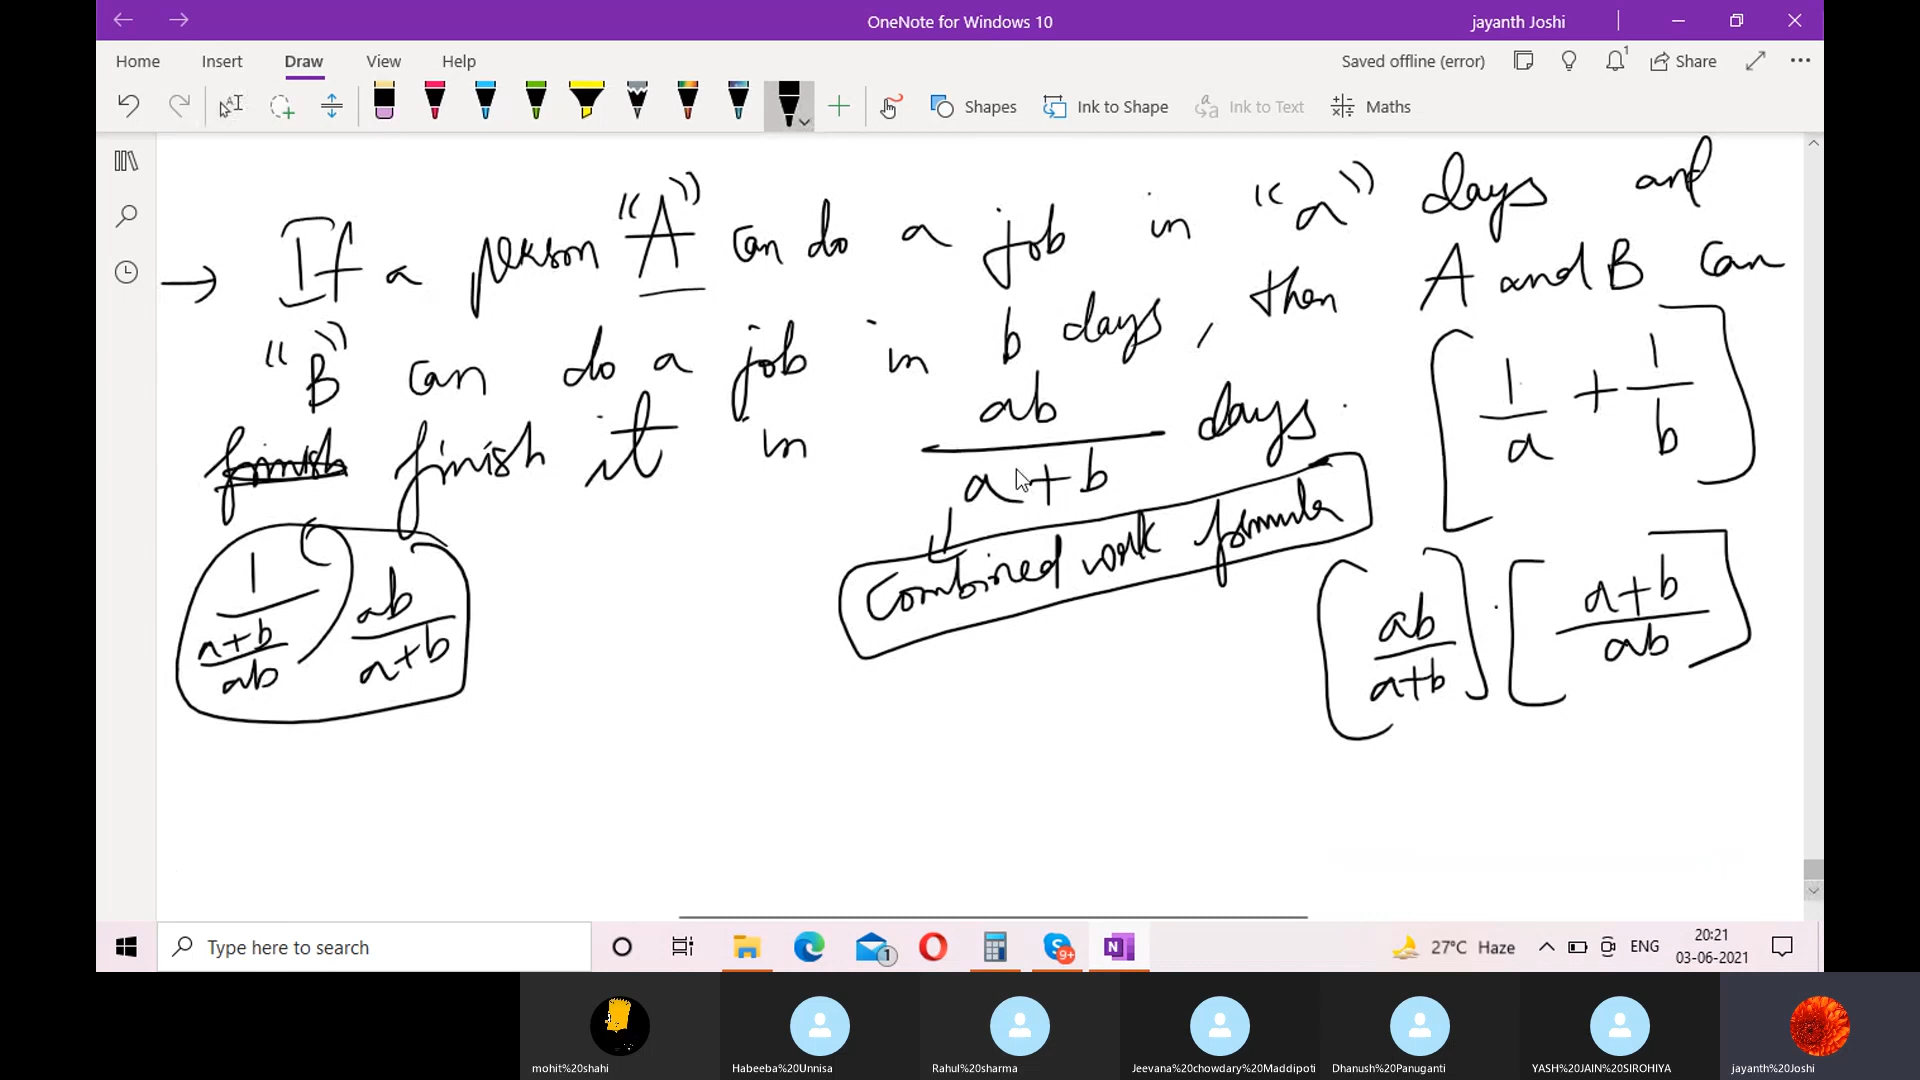 OneNote for Windows 10
jayanth Joshi
Home Insert Draw View Help
Saved offline (error) 1 Share
Shapes Ink to Shape Ink to Text Maths
→ If a person "A" can do a job in "a" days and
"B" can do a job in b days, then A and B can
finish finish it in ab/a+b days.
[1/a + 1/b]
Combined work formula
1/(a+b/ab) ab/a+b
[ab/a+b] · [a+b/ab]
Type here to search
1 9+ N
27°C Haze ENG
20:21
03-06-2021
mohit%20shahi Habeeba%20Unnisa Rahul%20sharma Jeevana%20chowdary%20Maddipoti Dhanush%20Panuganti YASH%20JAIN%20SIROHIYA jayanth%20Joshi